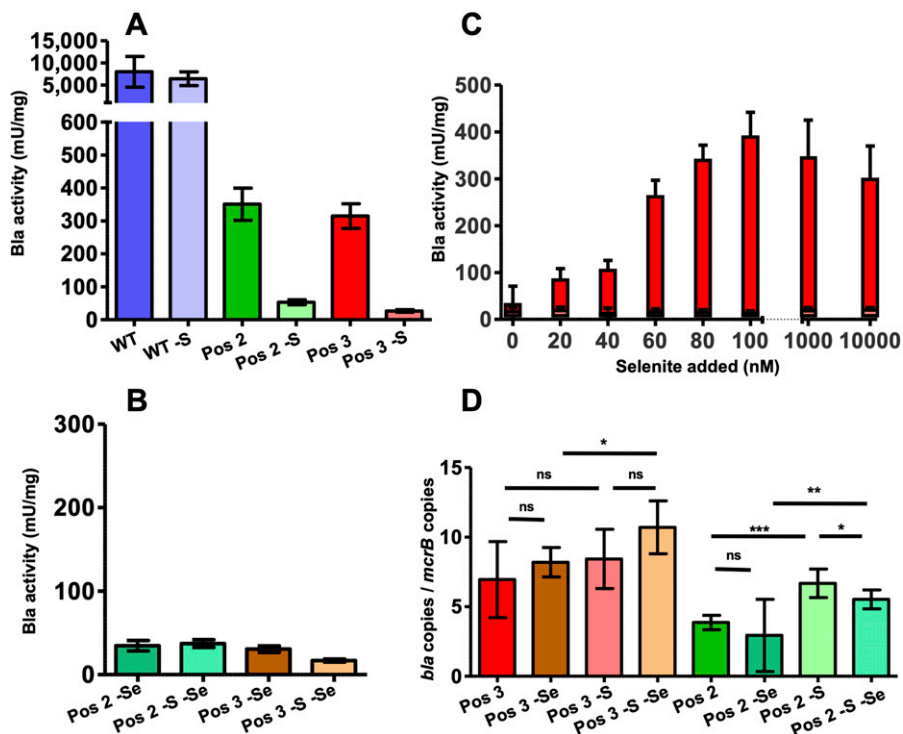 A
15,000
10,000
5,000
600
500
400
300
200
100
0
Bla activity (mU/mg)
WT
WT -S
Pos 2
Pos 2 -S
Pos 3
Pos 3 -S
C
500
400
300
200
100
0
Bla activity (mU/mg)
0 20 40 60 80 100 1000 10000
Selenite added (nM)
B
300
200
100
0
Bla activity (mU/mg)
Pos 2 -Se
Pos 2 -S -Se
Pos 3 -Se
Pos 3 -S -Se
D
15
10
5
0
bla copies / mcrB copies
*
ns
ns
ns
**
***
*
ns
Pos 3
Pos 3 -Se
Pos 3 -S
Pos 3 -S -Se
Pos 2
Pos 2 -Se
Pos 2 -S
Pos 2 -S -Se